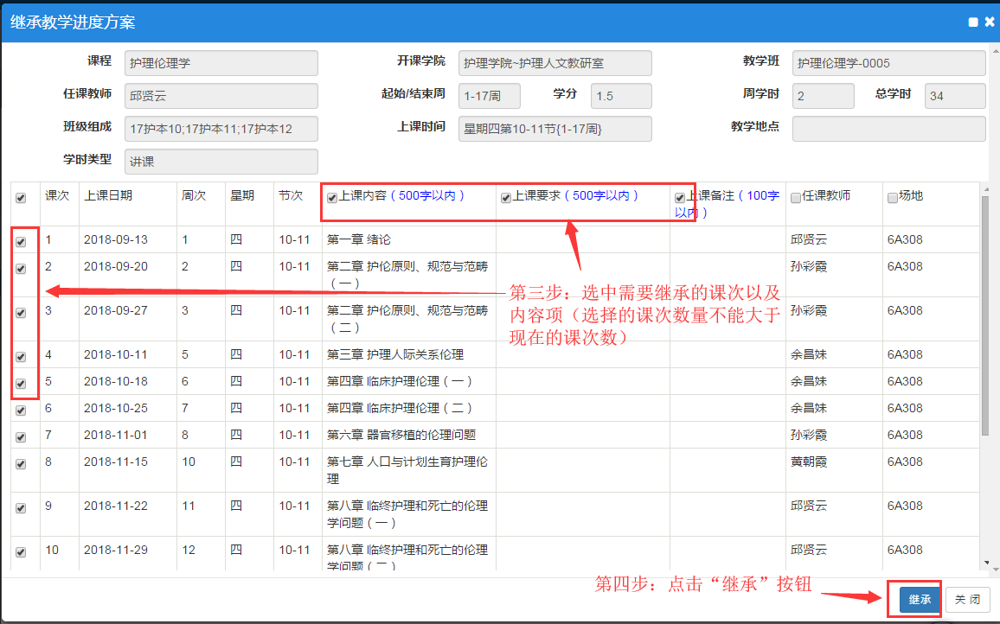 继承教学进度方案
课程 护理伦理学 开课学院 护理学院~护理人文教研室 教学班 护理伦理学-0005
任课教师 邱贤云 起始/结束周 1-17周 学分 1.5 周学时 2 总学时 34
班级组成 17护本10;17护本11;17护本12 上课时间 星期四第10-11节{1-17周} 教学地点
学时类型 讲课
课次 上课日期 周次 星期 节次 上课内容（500字以内） 上课要求（500字以内） 上课备注（100字以内） 任课教师 场地
1 2018-09-13 1 四 10-11 第一章 绪论 邱贤云 6A308
2 2018-09-20 2 四 10-11 第二章 护伦原则、规范与范畴（一） 孙彩霞 6A308
3 2018-09-27 3 四 10-11 第二章 护伦原则、规范与范畴（二） 孙彩霞 6A308
第三步：选中需要继承的课次以及
内容项（选择的课次数量不能大于
现在的课次数）
4 2018-10-11 5 四 10-11 第三章 护理人际关系伦理 余昌妹 6A308
5 2018-10-18 6 四 10-11 第四章 临床护理伦理（一） 余昌妹 6A308
6 2018-10-25 7 四 10-11 第四章 临床护理伦理（二） 余昌妹 6A308
7 2018-11-01 8 四 10-11 第六章 器官移植的伦理问题 孙彩霞 6A308
8 2018-11-15 10 四 10-11 第七章 人口与计划生育护理伦理 黄朝霞 6A308
9 2018-11-22 11 四 10-11 第八章 临终护理和死亡的伦理学问题（一） 邱贤云 6A308
10 2018-11-29 12 四 10-11 第八章 临终护理和死亡的伦理学问题（二） 邱贤云 6A308
第四步：点击“继承”按钮
继承 关闭